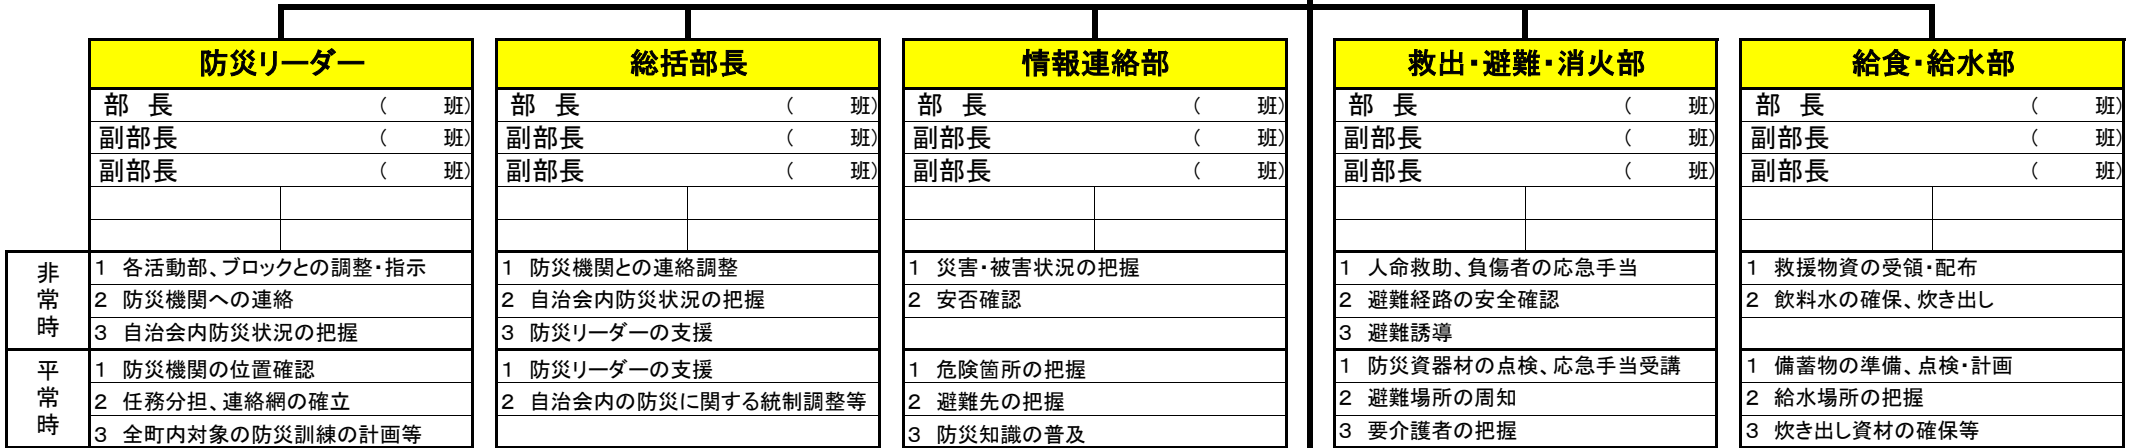 防災リーダー
部 長 ( 班)
副部長 ( 班)
副部長 ( 班)
総括部長
部 長 ( 班)
副部長 ( 班)
副部長 ( 班)
情報連絡部
部 長 ( 班)
副部長 ( 班)
副部長 ( 班)
救出・避難・消火部
部 長 ( 班)
副部長 ( 班)
副部長 ( 班)
給食・給水部
部 長 ( 班)
副部長 ( 班)
副部長 ( 班)
非常時
1 各活動部、ブロックとの調整・指示
2 防災機関への連絡
3 自治会内防災状況の把握
1 防災機関との連絡調整
2 自治会内防災状況の把握
3 防災リーダーの支援
1 災害・被害状況の把握
2 安否確認
1 人命救助、負傷者の応急手当
2 避難経路の安全確認
3 避難誘導
1 救援物資の受領・配布
2 飲料水の確保、炊き出し
平常時
1 防災機関の位置確認
2 任務分担、連絡網の確立
3 全町内対象の防災訓練の計画等
1 防災リーダーの支援
2 自治会内の防災に関する統制調整等
1 危険箇所の把握
2 避難先の把握
3 防災知識の普及
1 防災資器材の点検、応急手当受講
2 避難場所の周知
3 要介護者の把握
1 備蓄物の準備、点検・計画
2 給水場所の把握
3 炊き出し資材の確保等